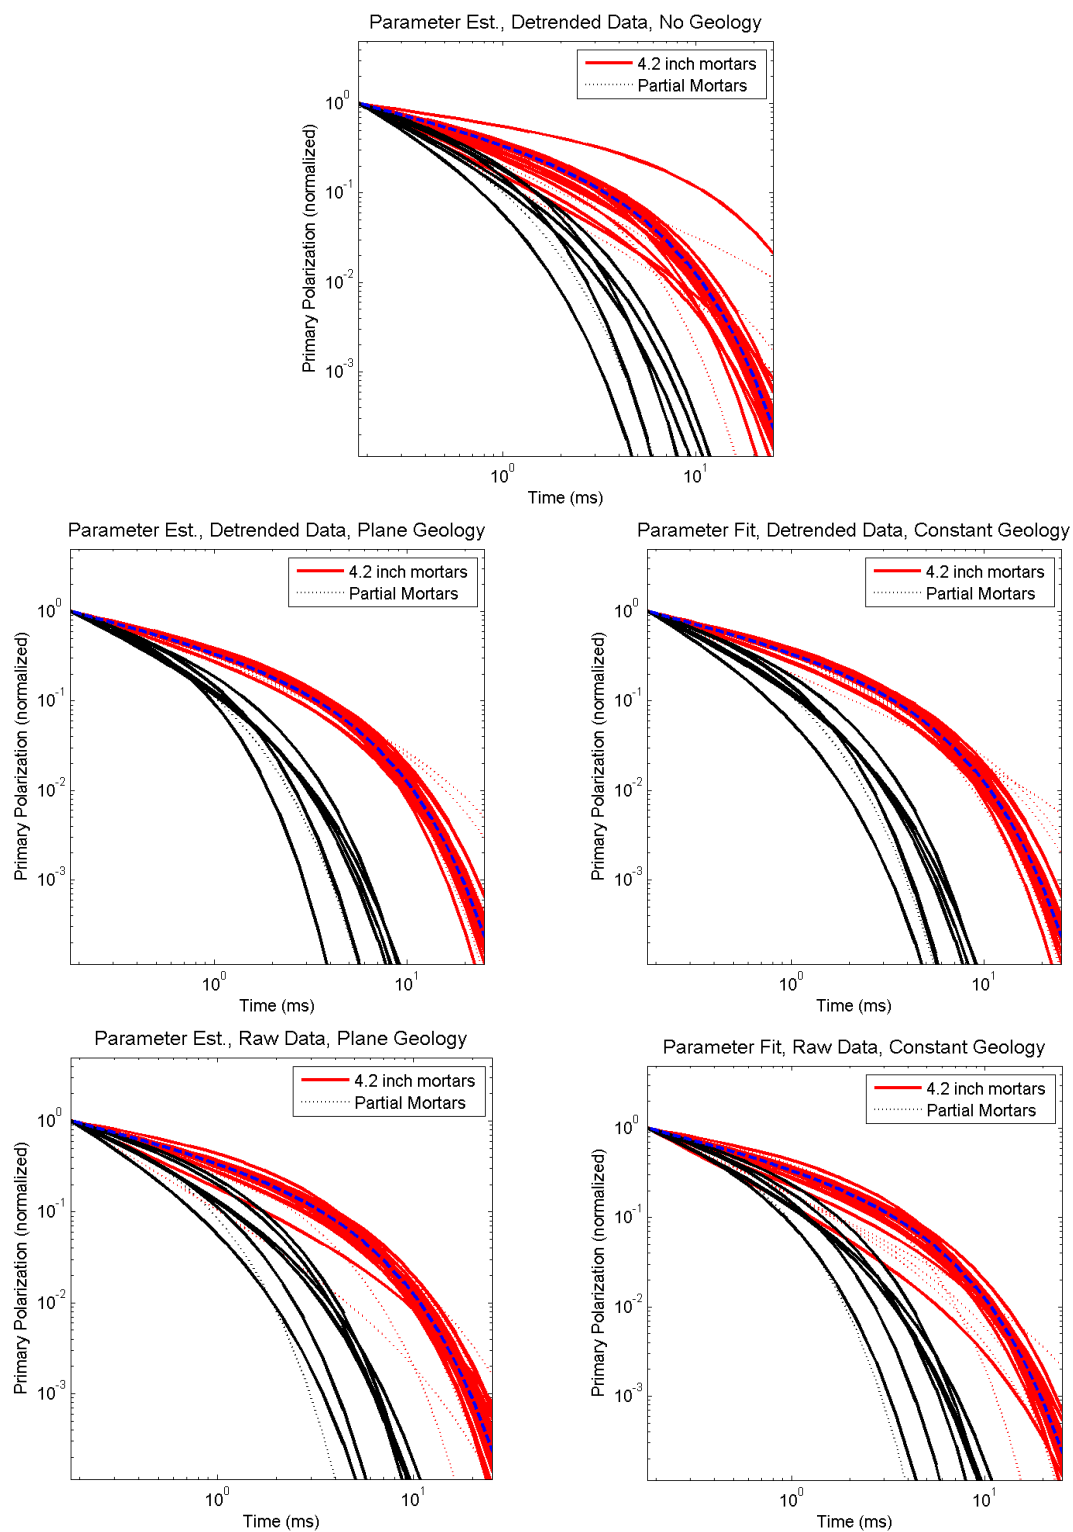 Parameter Est., Detrended Data, No Geology
4.2 inch mortars
Partial Mortars
Primary Polarization (normalized)
10^0
10^-1
10^-2
10^-3
10^0 10^1
Time (ms)
Parameter Est., Detrended Data, Plane Geology
4.2 inch mortars
Partial Mortars
Primary Polarization (normalized)
10^0
10^-1
10^-2
10^-3
10^0 10^1
Time (ms)
Parameter Fit, Detrended Data, Constant Geology
4.2 inch mortars
Partial Mortars
Primary Polarization (normalized)
10^0
10^-1
10^-2
10^-3
10^0 10^1
Time (ms)
Parameter Est., Raw Data, Plane Geology
4.2 inch mortars
Partial Mortars
Primary Polarization (normalized)
10^0
10^-1
10^-2
10^-3
10^0 10^1
Time (ms)
Parameter Fit, Raw Data, Constant Geology
4.2 inch mortars
Partial Mortars
Primary Polarization (normalized)
10^0
10^-1
10^-2
10^-3
10^0 10^1
Time (ms)